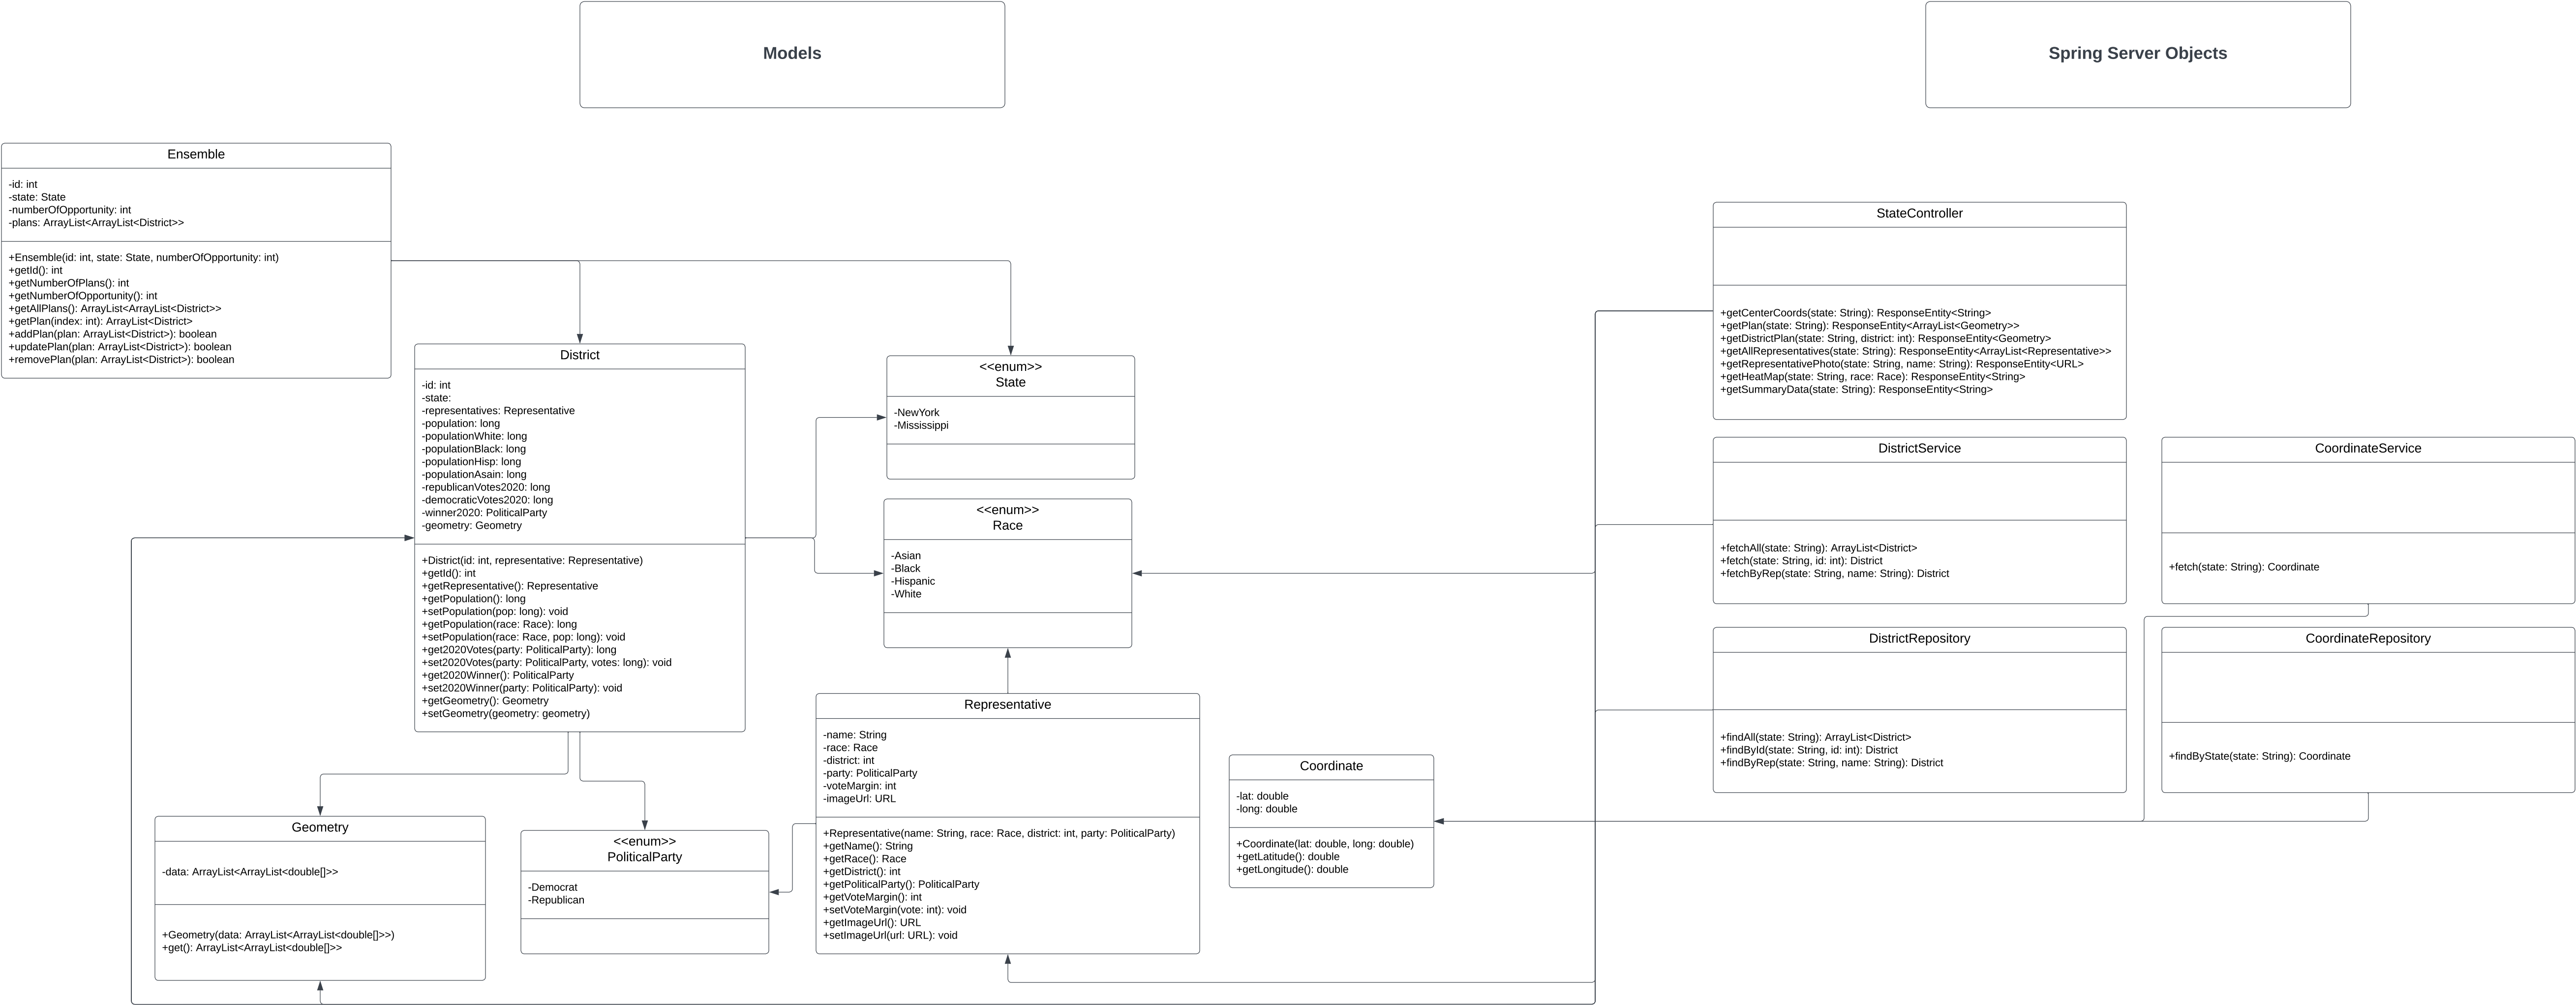 Models
Spring Server Objects
Ensemble
-id: int
-state: State
-numberOfOpportunity: int
-plans: ArrayList<ArrayList<District>>
+Ensemble(id: int, state: State, numberOfOpportunity: int)
+getId(): int
+getNumberOfPlans(): int
+getNumberOfOpportunity(): int
+getAllPlans(): ArrayList<ArrayList<District>>
+getPlan(index: int): ArrayList<District>
+addPlan(plan: ArrayList<District>): boolean
+updatePlan(plan: ArrayList<District>): boolean
+removePlan(plan: ArrayList<District>): boolean
District
-id: int
-state:
-representatives: Representative
-population: long
-populationWhite: long
-populationBlack: long
-populationHisp: long
-populationAsain: long
-republicanVotes2020: long
-democraticVotes2020: long
-winner2020: PoliticalParty
-geometry: Geometry
+District(id: int, representative: Representative)
+getId(): int
+getRepresentative(): Representative
+getPopulation(): long
+setPopulation(pop: long): void
+getPopulation(race: Race): long
+setPopulation(race: Race, pop: long): void
+get2020Votes(party: PoliticalParty): long
+set2020Votes(party: PoliticalParty, votes: long): void
+get2020Winner(): PoliticalParty
+set2020Winner(party: PoliticalParty): void
+getGeometry(): Geometry
+setGeometry(geometry: geometry)
<<enum>>
State
-NewYork
-Mississippi
<<enum>>
Race
-Asian
-Black
-Hispanic
-White
Representative
-name: String
-race: Race
-district: int
-party: PoliticalParty
-voteMargin: int
-imageUrl: URL
+Representative(name: String, race: Race, district: int, party: PoliticalParty)
+getName(): String
+getRace(): Race
+getDistrict(): int
+getPoliticalParty(): PoliticalParty
+getVoteMargin(): int
+setVoteMargin(vote: int): void
+getImageUrl(): URL
+setImageUrl(url: URL): void
Geometry
-data: ArrayList<ArrayList<double[]>>
+Geometry(data: ArrayList<ArrayList<double[]>>)
+get(): ArrayList<ArrayList<double[]>>
<<enum>>
PoliticalParty
-Democrat
-Republican
Coordinate
-lat: double
-long: double
+Coordinate(lat: double, long: double)
+getLatitude(): double
+getLongitude(): double
StateController
+getCenterCoords(state: String): ResponseEntity<String>
+getPlan(state: String): ResponseEntity<ArrayList<Geometry>>
+getDistrictPlan(state: String, district: int): ResponseEntity<Geometry>
+getAllRepresentatives(state: String): ResponseEntity<ArrayList<Representative>>
+getRepresentativePhoto(state: String, name: String): ResponseEntity<URL>
+getHeatMap(state: String, race: Race): ResponseEntity<String>
+getSummaryData(state: String): ResponseEntity<String>
DistrictService
+fetchAll(state: String): ArrayList<District>
+fetch(state: String, id: int): District
+fetchByRep(state: String, name: String): District
CoordinateService
+fetch(state: String): Coordinate
DistrictRepository
+findAll(state: String): ArrayList<District>
+findById(state: String, id: int): District
+findByRep(state: String, name: String): District
CoordinateRepository
+findByState(state: String): Coordinate